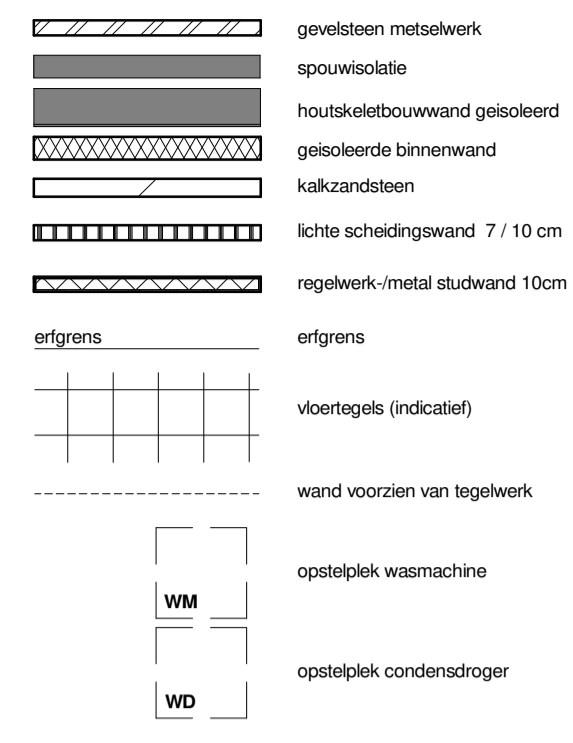 gevelsteen metselwerk
spouwisolatie
houtskeletbouwwand geisoleerd
geisoleerde binnenwand
kalkzandsteen
lichte scheidingswand 7 / 10 cm
regelwerk-/metal studwand 10cm
erfgrens erfgrens
vloertegels (indicatief)
wand voorzien van tegelwerk
opstelplek wasmachine
WM
opstelplek condensdroger
WD